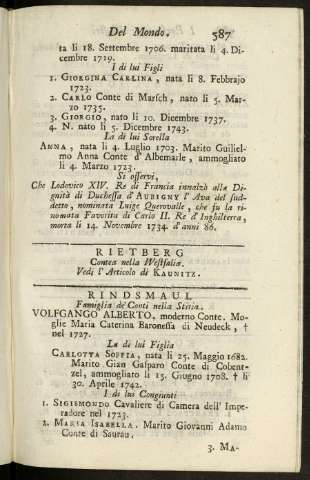 Del Mondo. 587
ta li 18. Settembre 1706. maritata li 4. Di-
cembre 1719.
I di lui Figli
1. GIORGINA CARLINA, nata li 8. Febbrajo
1723.
2. CARLO Conte di Marsch, nato li 5. Mar-
zo 1735.
3. GIORGIO, nato li 10. Dicembre 1737.
4. N. nato li 5. Dicembre 1743.
La di lui Sorella
ANNA, nata li 4. Luglio 1703. Marito Guiliel-
mo Anna Conte d'Albemarle, ammogliato
li 4. Marzo 1723.
Si osservi,
Che Lodovico XIV. Re di Francia innalzò alla Di-
gnità di Duchessa d'AUBIGNY l'Ava del sud-
detto, nominata Luigia Querovalle, che fu la ri-
nomata Favorita di Carlo II. Re d'Inghilterra,
morta li 14. Novembre 1734. d'anni 86.
RIETBERG
Contea nella Westfalia.
Vedi l'Articolo di KAUNITZ.
RINDSMAUL
Famiglia de' Conti nella Stiria.
VOLFGANGO ALBERTO, moderno Conte. Mo-
glie Maria Caterina Baronessa di Neudeck, †
nel 1727.
La di lui Figlia
CARLOTTA SOFFIA, nata li 25. Maggio 1682.
Marito Gian Gasparo Conte di Cobent-
zel, ammogliato li 15. Giugno 1708. † li
30. Aprile 1742.
I di lui Congiunti
1. SIGISMONDO Cavaliere di Camera dell' Impe-
radore nel 1723.
2. MARIA ISABELLA. Marito Giovanni Adamo
Conte di Saurau.
3. MA-